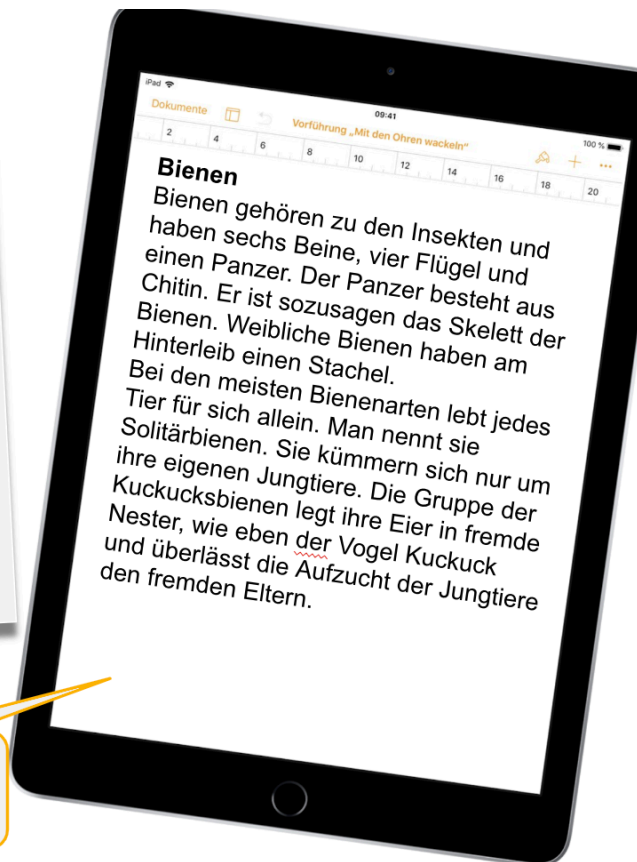 iPad
09:41
100 %
Dokumente
Vorführung „Mit den Ohren wackeln“
2 4 6 8 10 12 14 16 18 20
Bienen
Bienen gehören zu den Insekten und
haben sechs Beine, vier Flügel und
einen Panzer. Der Panzer besteht aus
Chitin. Er ist sozusagen das Skelett der
Bienen. Weibliche Bienen haben am
Hinterleib einen Stachel.
Bei den meisten Bienenarten lebt jedes
Tier für sich allein. Man nennt sie
Solitärbienen. Sie kümmern sich nur um
ihre eigenen Jungtiere. Die Gruppe der
Kuckucksbienen legt ihre Eier in fremde
Nester, wie eben der Vogel Kuckuck
und überlässt die Aufzucht der Jungtiere
den fremden Eltern.